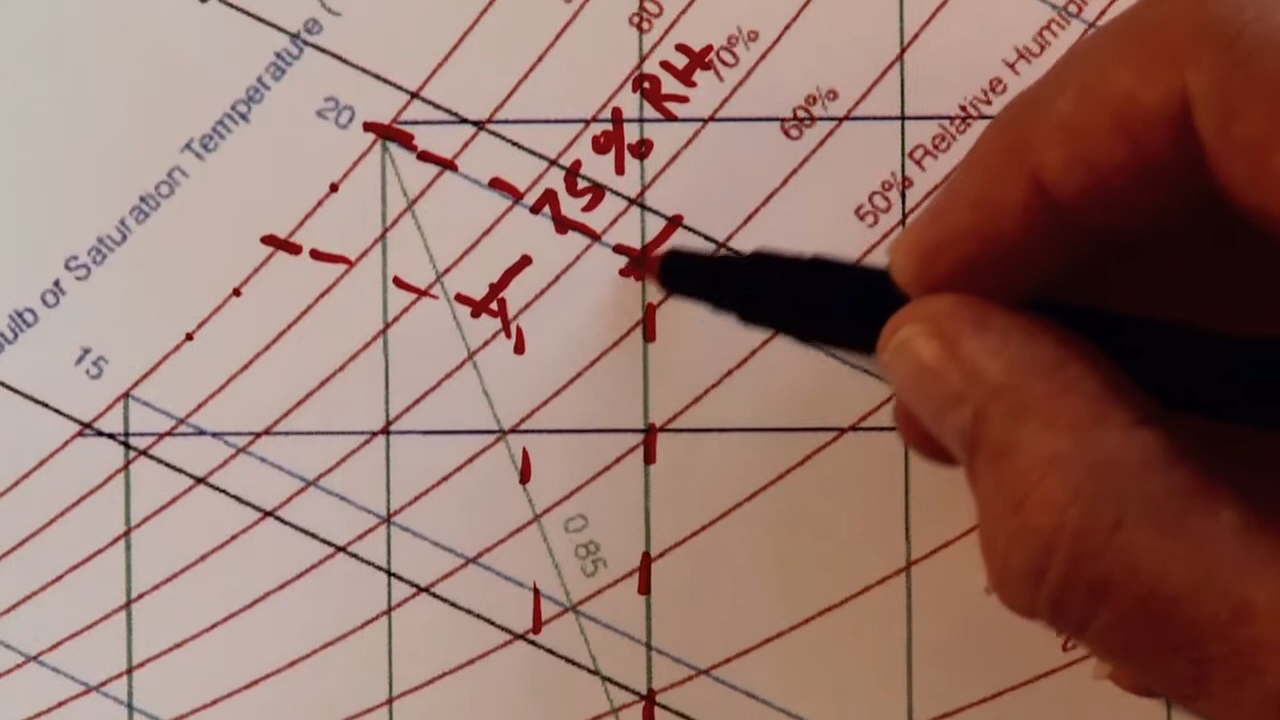 ulb or Saturation Temperature (
15
20
75% RH
80
70%
60%
50% Relative Humi
0.85